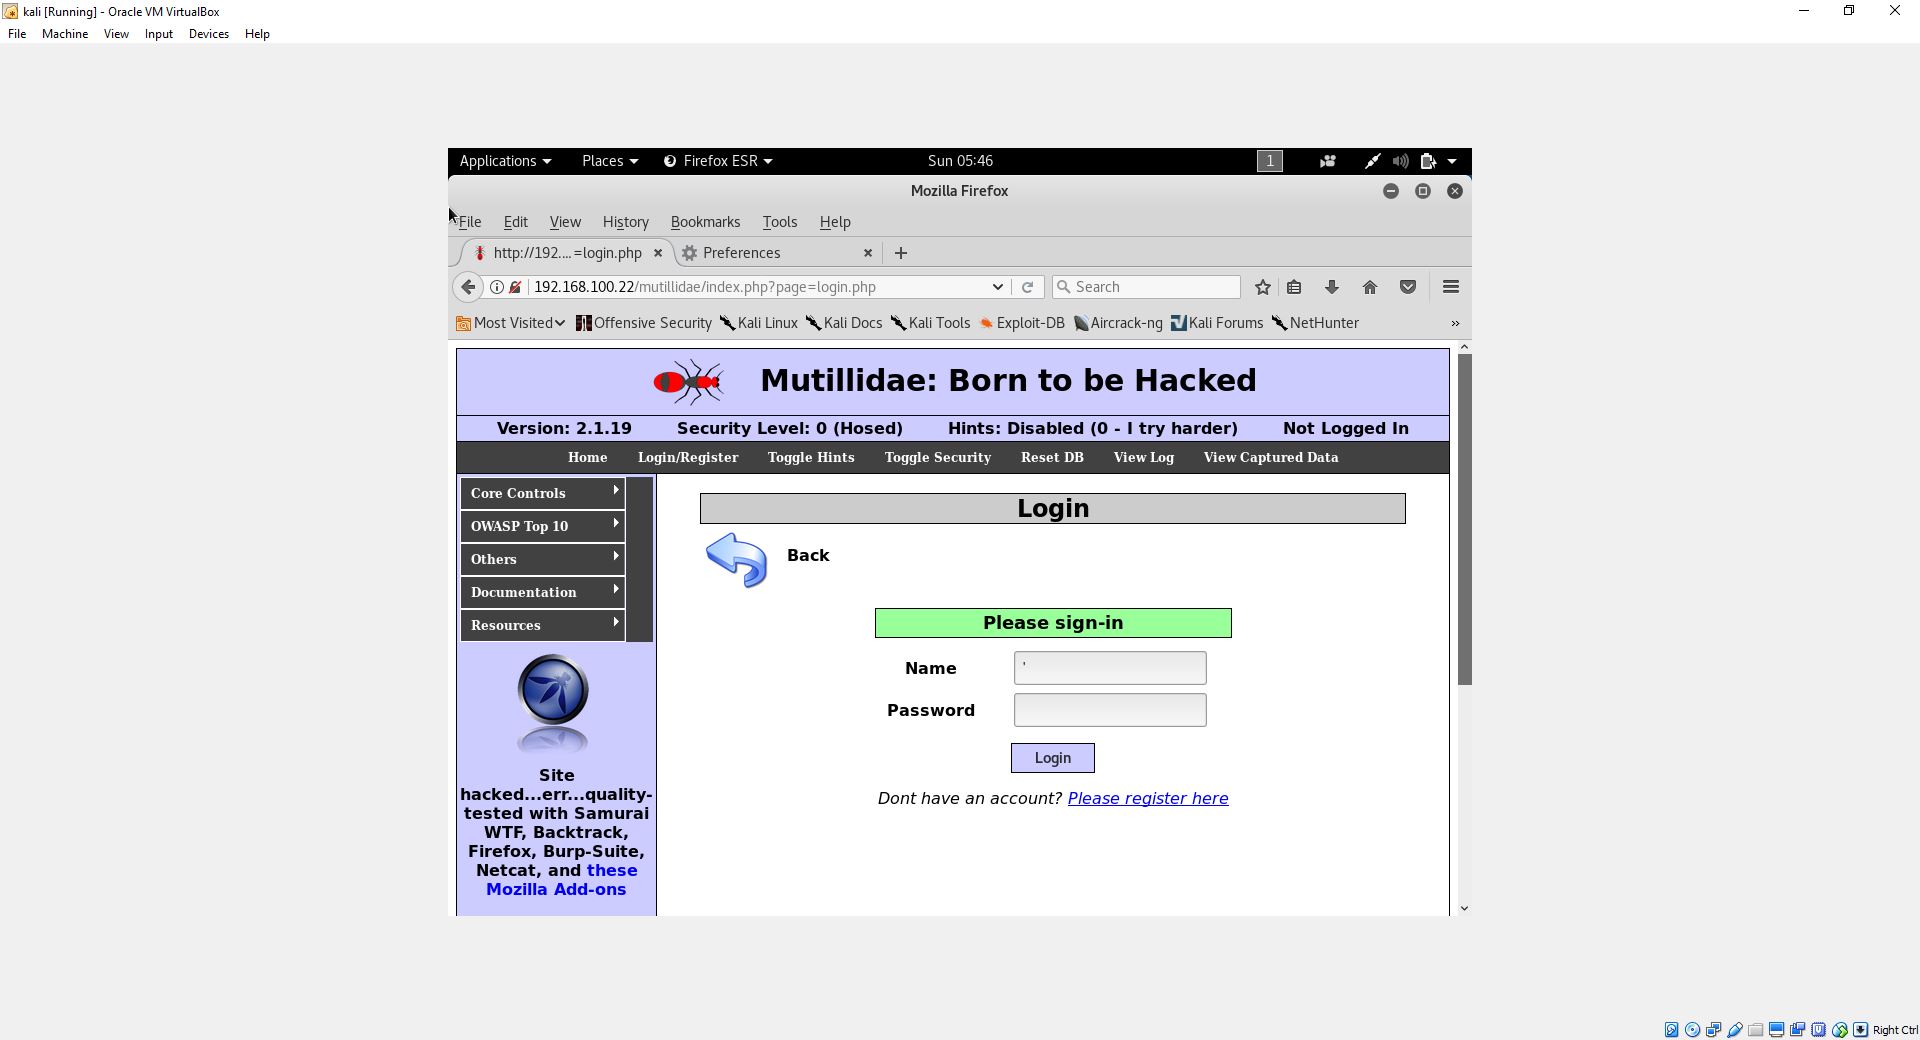 kali [Running] - Oracle VM VirtualBox
File Machine View Input Devices Help
Applications Places Firefox ESR Sun 05:46 1
Mozilla Firefox
File Edit View History Bookmarks Tools Help
http://192.... =login.php Preferences
192.168.100.22/mutillidae/index.php?page=login.php Search
Most Visited Offensive Security Kali Linux Kali Docs Kali Tools Exploit-DB Aircrack-ng Kali Forums NetHunter »
Mutillidae: Born to be Hacked
Version: 2.1.19 Security Level: 0 (Hosed) Hints: Disabled (0 - I try harder) Not Logged In
Home Login/Register Toggle Hints Toggle Security Reset DB View Log View Captured Data
Core Controls
OWASP Top 10
Others
Documentation
Resources
Site
hacked...err...quality-
tested with Samurai
WTF, Backtrack,
Firefox, Burp-Suite,
Netcat, and these
Mozilla Add-ons
Login
Back
Please sign-in
Name '
Password
Login
Dont have an account? Please register here
Right Ctrl